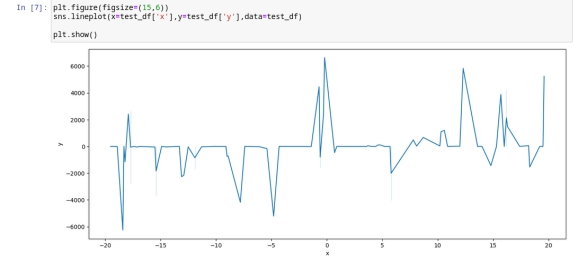 In [7]: plt.figure(figsize=(15,6))
sns.lineplot(x=test_df['x'],y=test_df['y'],data=test_df)
plt.show()
6000
4000
2000
0
−2000
−4000
−6000
y
−20 −15 −10 −5 0 5 10 15 20
x